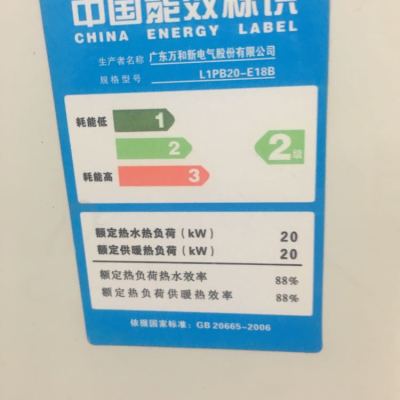 中国能效标识
CHINA ENERGY LABEL
生产者名称 广东万和新电气股份有限公司
规格型号 L1PB20-E18B
耗能低 1
2 2级
耗能高 3
额定热水热负荷（kW） 20
额定供暖热负荷（kW） 20
额定热负荷热水效率 88%
额定热负荷供暖热效率 88%
依据国家标准：GB 20665-2006